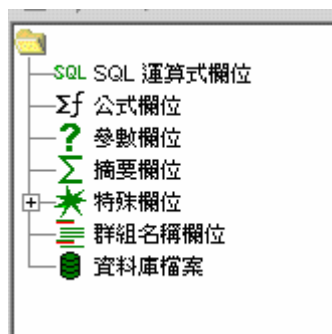 SQL SQL 運算式欄位
Σf 公式欄位
? 參數欄位
Σ 摘要欄位
特殊欄位
群組名稱欄位
資料庫檔案